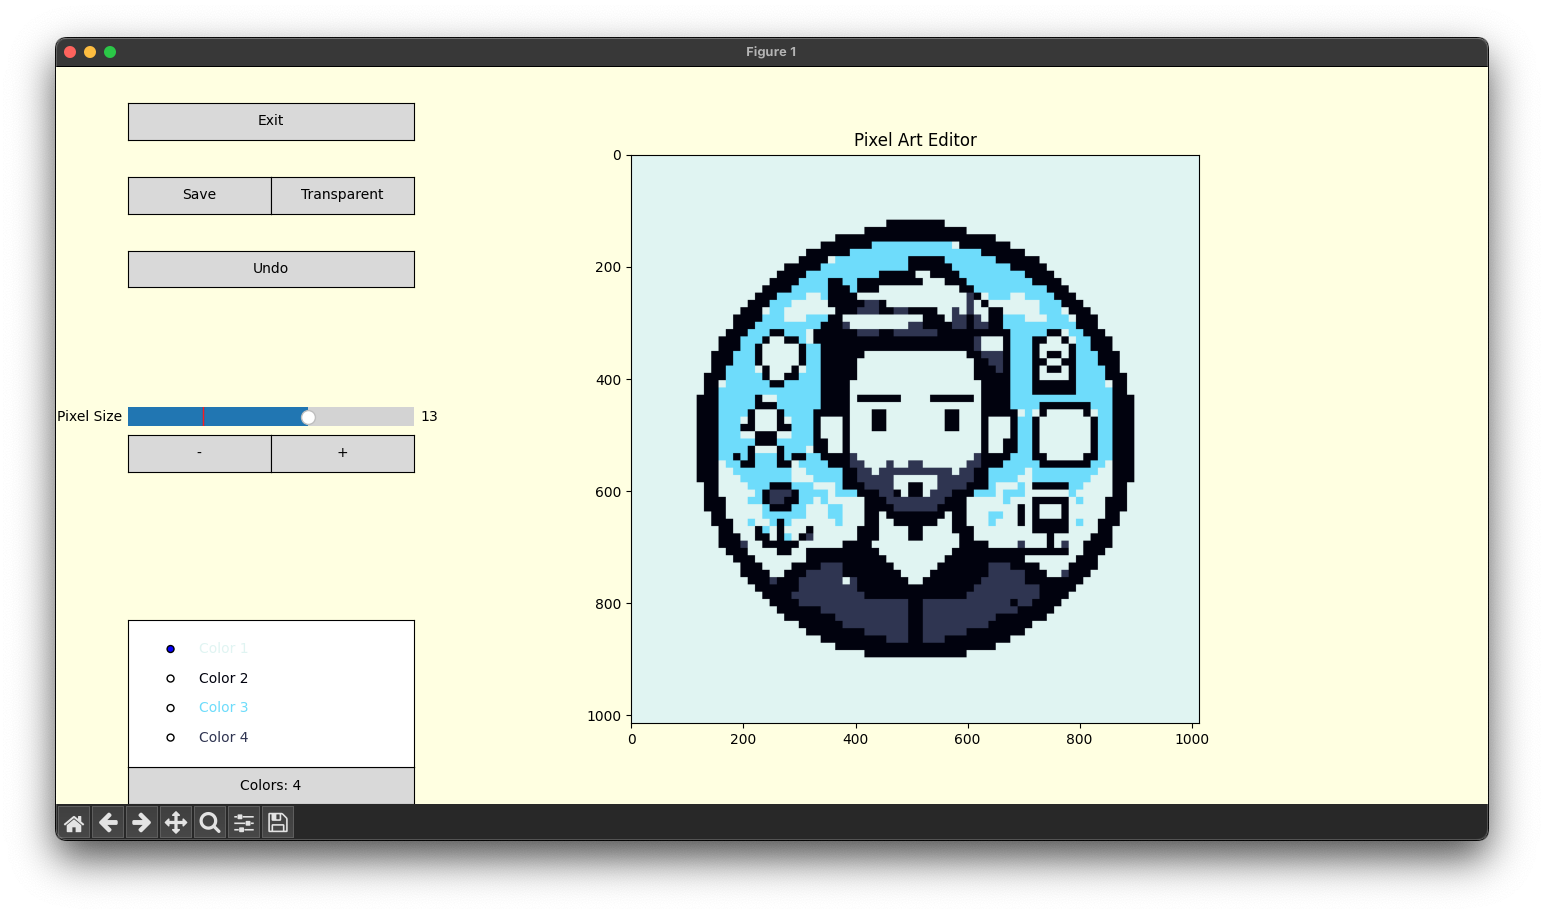 Figure 1
Exit
Save
Transparent
Undo
Pixel Size
13
-
+
Color 1
Color 2
Color 3
Color 4
Colors: 4
Pixel Art Editor
0
200
400
600
800
1000
0
200
400
600
800
1000